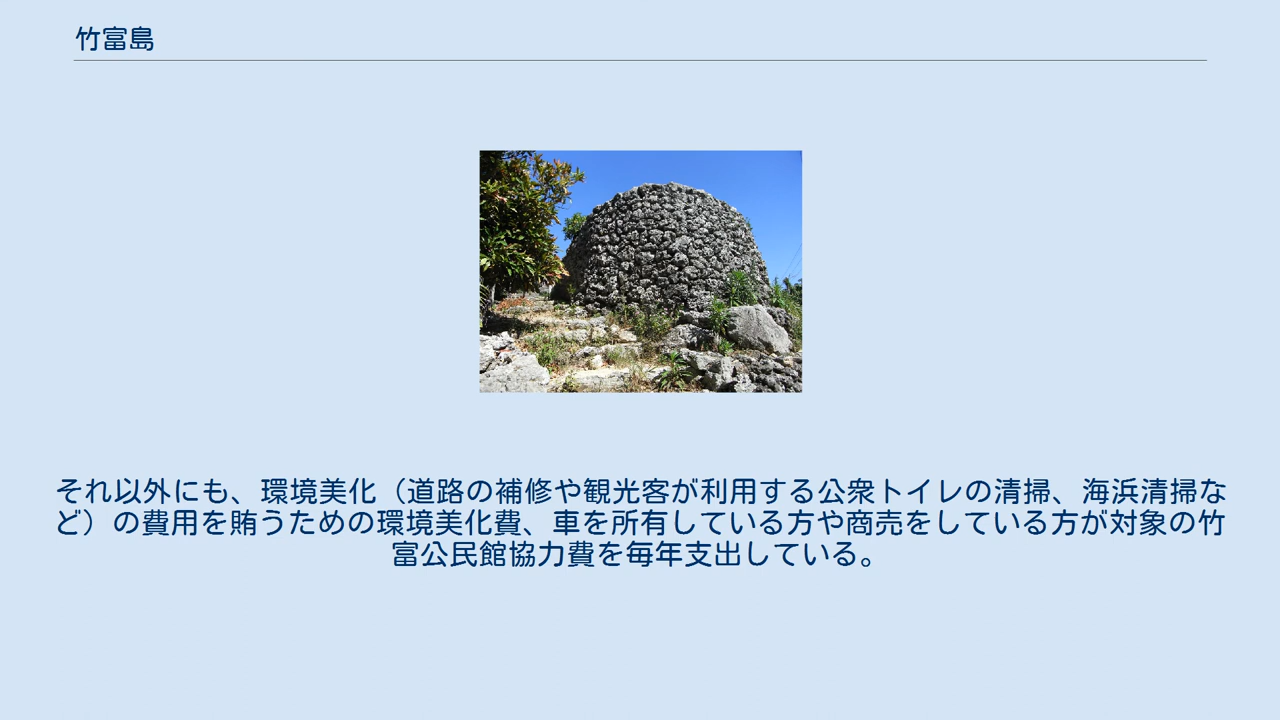 竹富島
それ以外にも、環境美化（道路の補修や観光客が利用する公衆トイレの清掃、海浜清掃な
ど）の費用を賄うための環境美化費、車を所有している方や商売をしている方が対象の竹
富公民館協力費を毎年支出している。